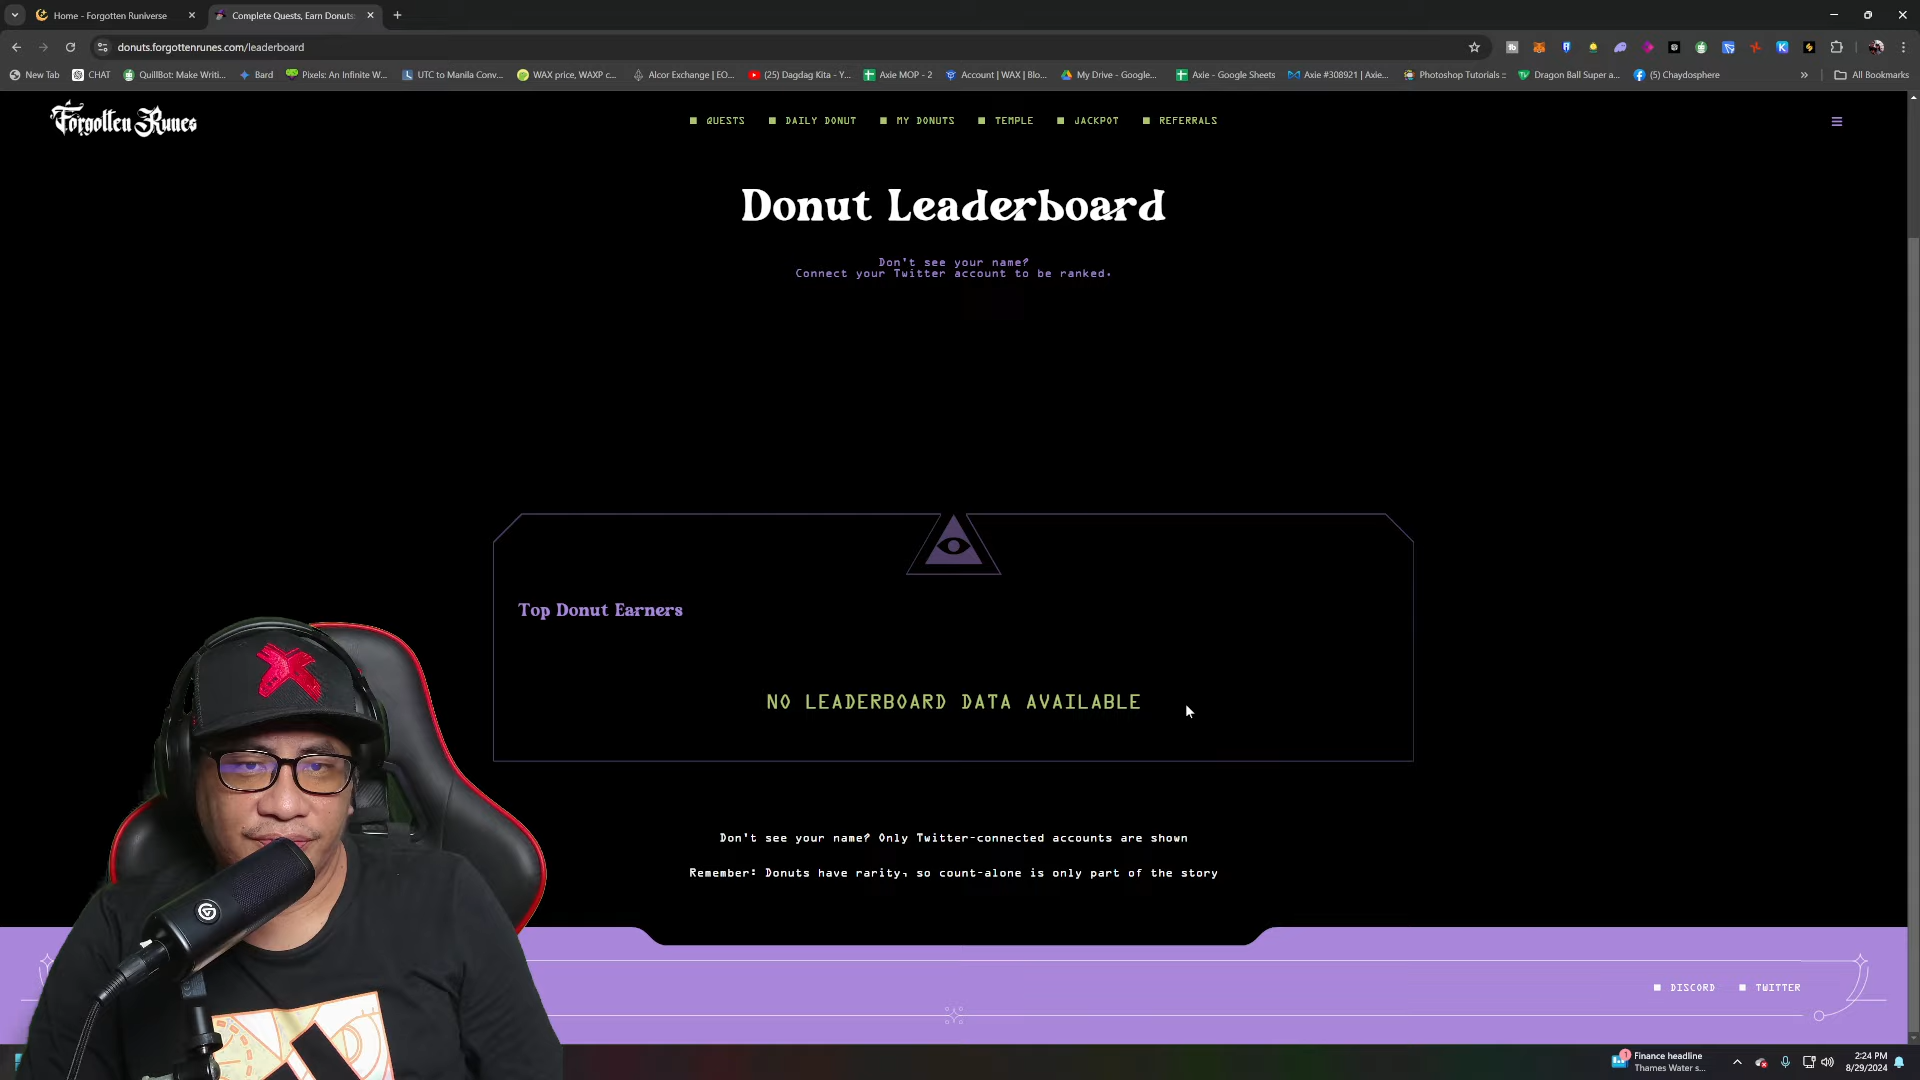 Home - Forgotten Runiverse
Complete Quests, Earn Donuts
donuts.forgottenrunes.com/leaderboard
New Tab
CHAT
QuillBot: Make Writi...
Bard
Pixels: An Infinite W...
UTC to Manila Conv...
WAX price, WAXP c...
Alcor Exchange | EO...
(25) Dagdag Kita - Y...
Axie MOP - 2
Account | WAX | Blo...
My Drive - Google...
Axie - Google Sheets
Axie #308921 | Axie...
Photoshop Tutorials ::
Dragon Ball Super a...
(5) Chaydosphere
All Bookmarks
Forgotten Runes
QUESTS
DAILY DONUT
MY DONUTS
TEMPLE
JACKPOT
REFERRALS
Donut Leaderboard
Don't see your name?
Connect your Twitter account to be ranked.
Top Donut Earners
NO LEADERBOARD DATA AVAILABLE
Don't see your name? Only Twitter-connected accounts are shown
Remember: Donuts have rarity, so count-alone is only part of the story
DISCORD
TWITTER
1
Finance headline
Thames Water s...
2:24 PM
8/29/2024